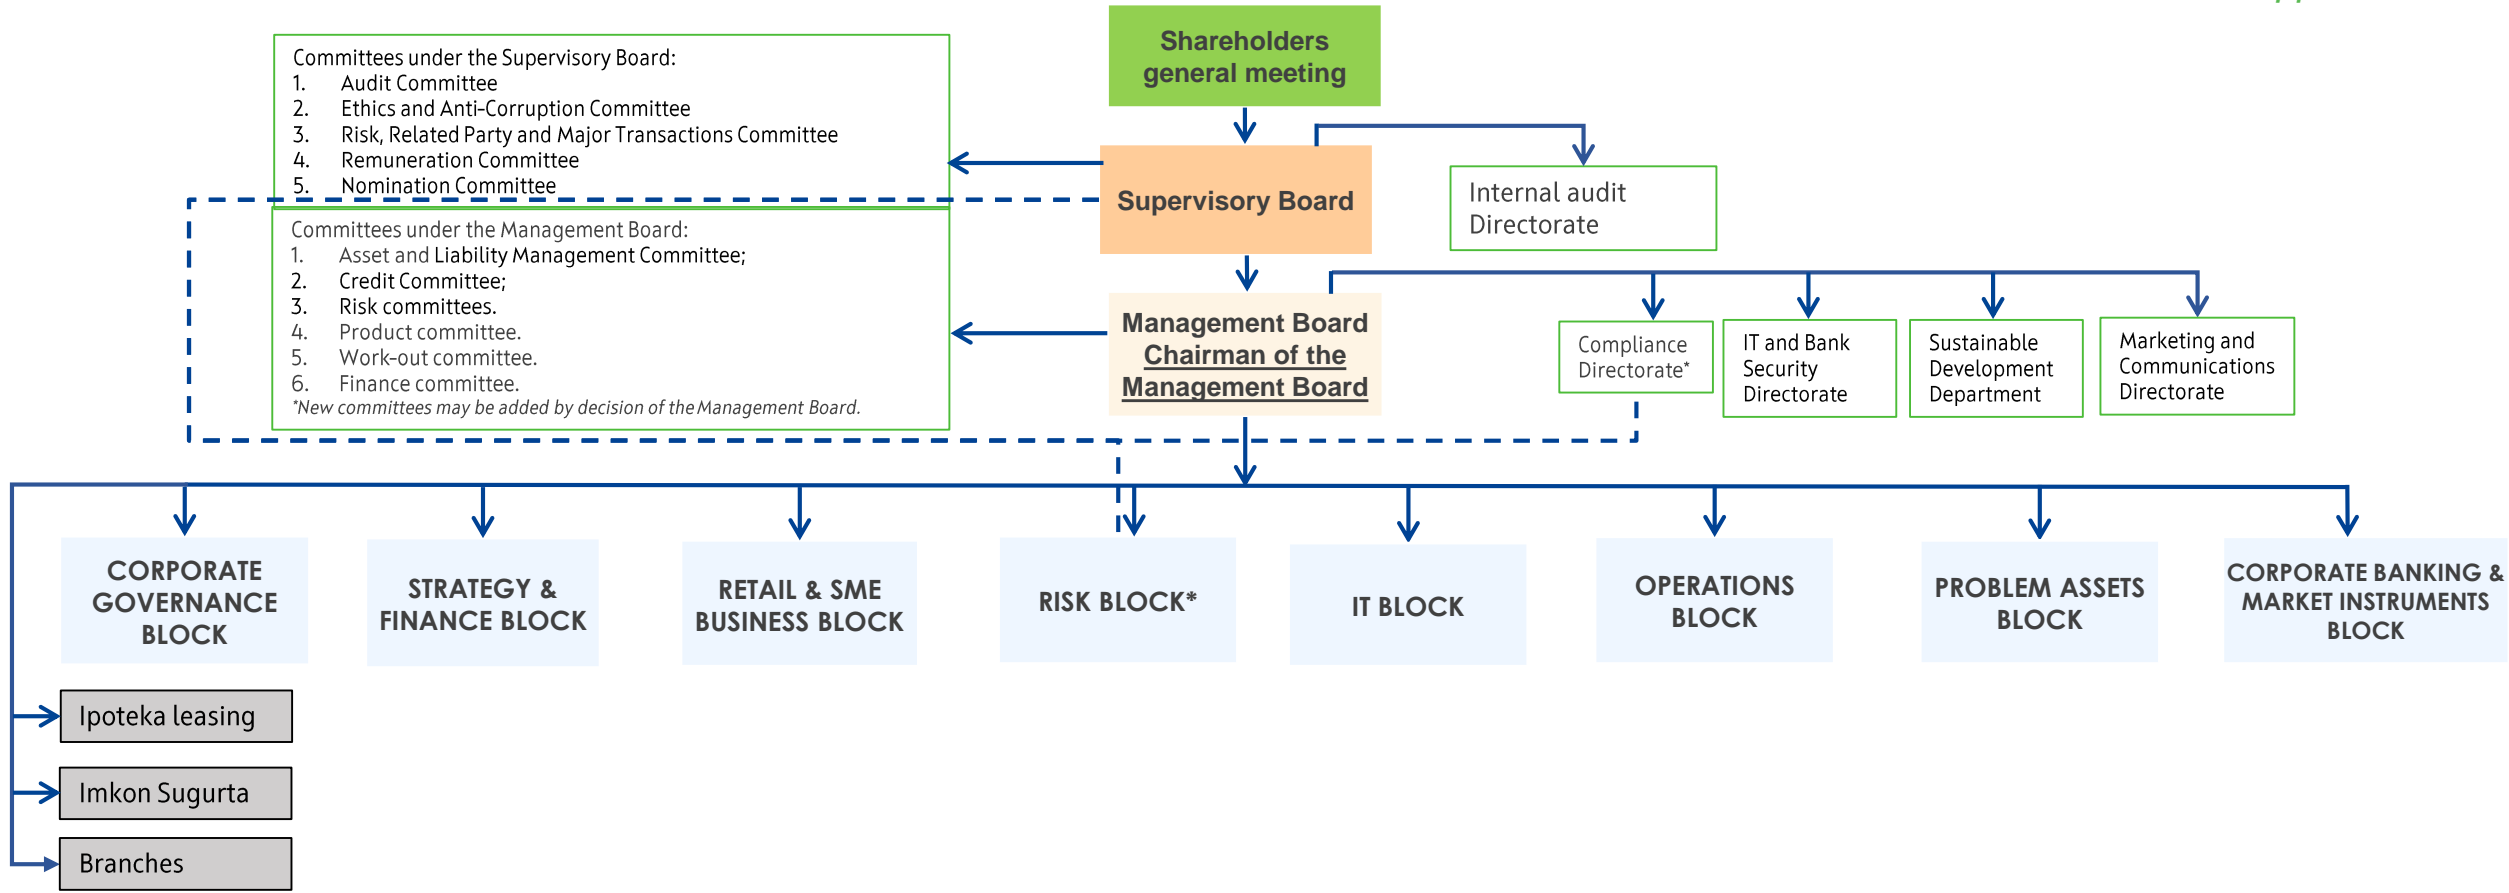 Shareholders
general meeting
Committees under the Supervisory Board:
1. Audit Committee
2. Ethics and Anti-Corruption Committee
3. Risk, Related Party and Major Transactions Committee
4. Remuneration Committee
5. Nomination Committee
Supervisory Board
Internal audit
Directorate
Committees under the Management Board:
1. Asset and Liability Management Committee;
2. Credit Committee;
3. Risk committees.
4. Product committee.
5. Work-out committee.
6. Finance committee.
*New committees may be added by decision of the Management Board.
Management Board
Chairman of the
Management Board
Compliance
Directorate*
IT and Bank
Security
Directorate
Sustainable
Development
Department
Marketing and
Communications
Directorate
CORPORATE
GOVERNANCE
BLOCK
STRATEGY &
FINANCE BLOCK
RETAIL & SME
BUSINESS BLOCK
RISK BLOCK*
IT BLOCK
OPERATIONS
BLOCK
PROBLEM ASSETS
BLOCK
CORPORATE BANKING &
MARKET INSTRUMENTS
BLOCK
Ipoteka leasing
Imkon Sugurta
Branches